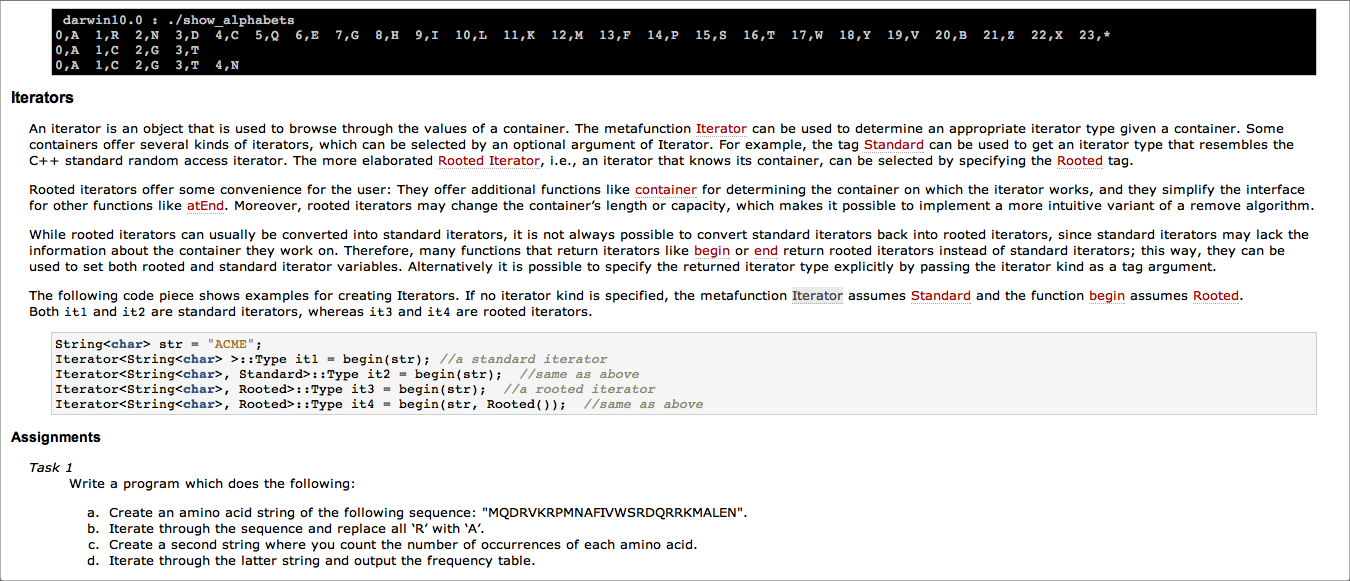 darwin10.0 : ./show_alphabets
0,A 1,R 2,N 3,D 4,C 5,Q 6,E 7,G 8,H 9,I 10,L 11,K 12,M 13,F 14,P 15,S 16,T 17,W 18,Y 19,V 20,B 21,Z 22,X 23,*
0,A 1,C 2,G 3,T
0,A 1,C 2,G 3,T 4,N
Iterators
An iterator is an object that is used to browse through the values of a container. The metafunction Iterator can be used to determine an appropriate iterator type given a container. Some
containers offer several kinds of iterators, which can be selected by an optional argument of Iterator. For example, the tag Standard can be used to get an iterator type that resembles the
C++ standard random access iterator. The more elaborated Rooted Iterator, i.e., an iterator that knows its container, can be selected by specifying the Rooted tag.
Rooted iterators offer some convenience for the user: They offer additional functions like container for determining the container on which the iterator works, and they simplify the interface
for other functions like atEnd. Moreover, rooted iterators may change the container’s length or capacity, which makes it possible to implement a more intuitive variant of a remove algorithm.
While rooted iterators can usually be converted into standard iterators, it is not always possible to convert standard iterators back into rooted iterators, since standard iterators may lack the
information about the container they work on. Therefore, many functions that return iterators like begin or end return rooted iterators instead of standard iterators; this way, they can be
used to set both rooted and standard iterator variables. Alternatively it is possible to specify the returned iterator type explicitly by passing the iterator kind as a tag argument.
The following code piece shows examples for creating Iterators. If no iterator kind is specified, the metafunction Iterator assumes Standard and the function begin assumes Rooted.
Both it1 and it2 are standard iterators, whereas it3 and it4 are rooted iterators.
String<char> str = "ACME";
Iterator<String<char> >::Type it1 = begin(str); //a standard iterator
Iterator<String<char>, Standard>::Type it2 = begin(str); //same as above
Iterator<String<char>, Rooted>::Type it3 = begin(str); //a rooted iterator
Iterator<String<char>, Rooted>::Type it4 = begin(str, Rooted()); //same as above
Assignments
Task 1
Write a program which does the following:
a. Create an amino acid string of the following sequence: "MQDRVKRPMNAFIVWSRDQRRKMALEN".
b. Iterate through the sequence and replace all ‘R’ with ‘A’.
c. Create a second string where you count the number of occurrences of each amino acid.
d. Iterate through the latter string and output the frequency table.